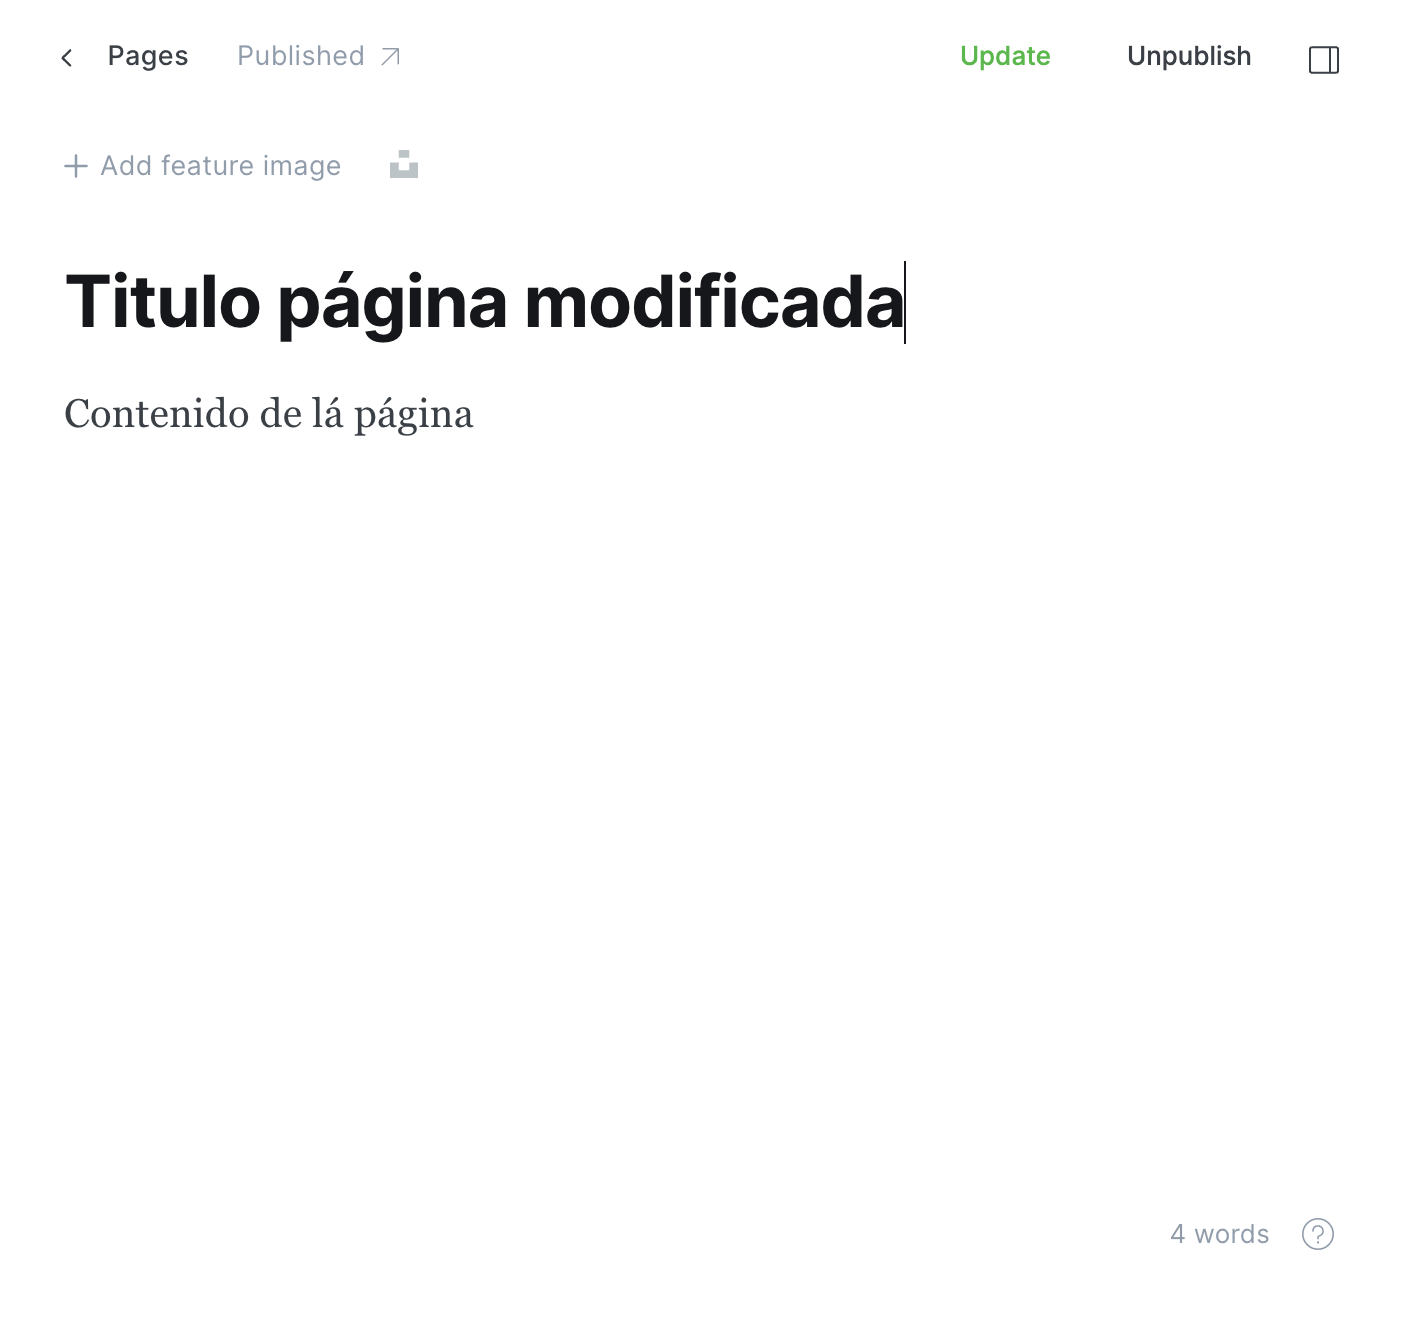 Pages Published Update Unpublish
Add feature image
Titulo página modificada
Contenido de lá página
4 words ?